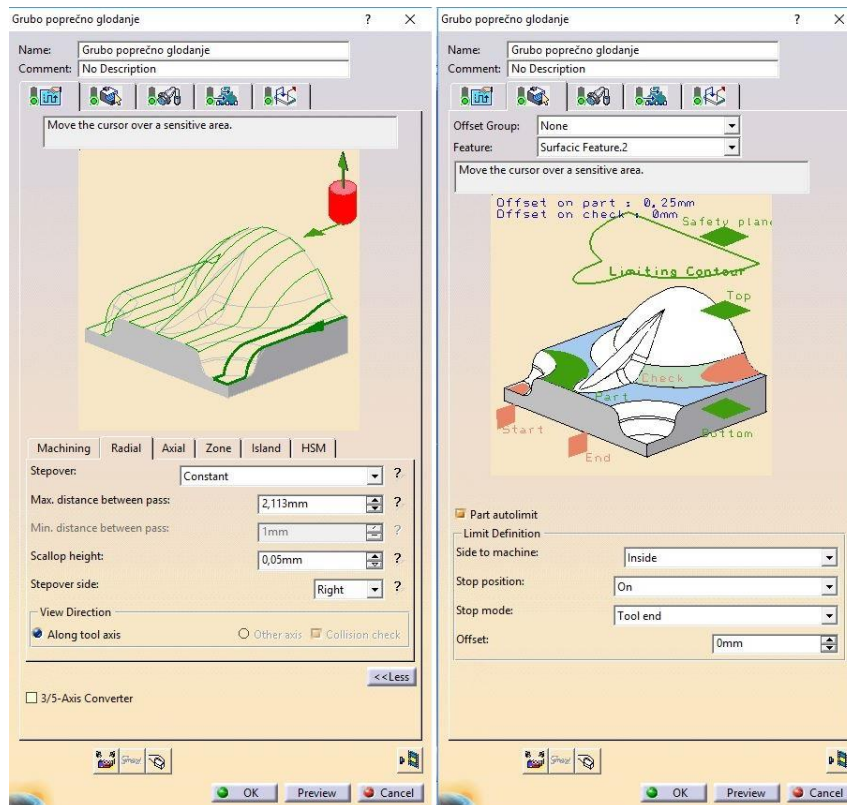 Grubo poprečno glodanje ? ×
Name: Grubo poprečno glodanje
Comment: No Description
Move the cursor over a sensitive area.
Machining Radial Axial Zone Island HSM
Stepover: Constant ?
Max. distance between pass: 2,113mm ?
Min. distance between pass: 1mm ?
Scallop height: 0,05mm ?
Stepover side: Right ?
View Direction
Along tool axis Other axis Collision check
<<Less
3/5-Axis Converter
OK Preview Cancel
Grubo poprečno glodanje ? ×
Name: Grubo poprečno glodanje
Comment: No Description
Offset Group: None
Feature: Surfacic Feature.2
Move the cursor over a sensitive area.
Offset on part : 0,25mm
Offset on check : 0mm
Safety plane
Limiting Contour
Top
Check
Part
Start
Bottom
End
Part autolimit
Limit Definition
Side to machine: Inside
Stop position: On
Stop mode: Tool end
Offset: 0mm
OK Preview Cancel